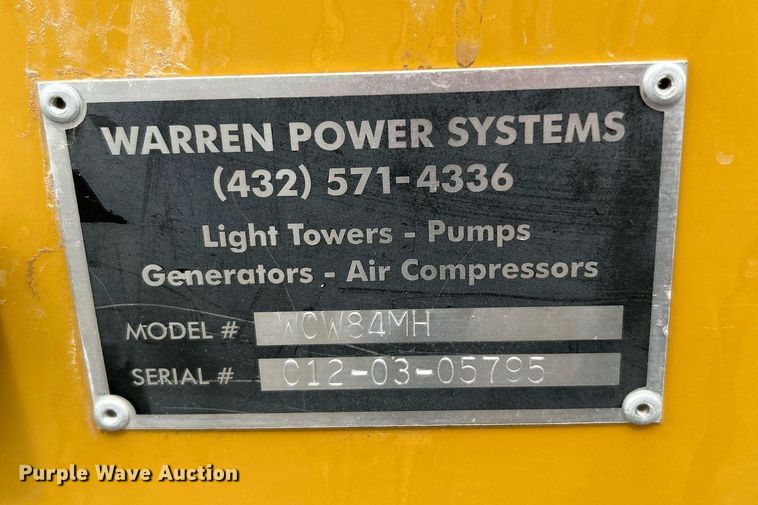 WARREN POWER SYSTEMS
(432) 571-4336
Light Towers - Pumps
Generators - Air Compressors
MODEL # WCW84MH
SERIAL # C12-03-05795
Purple Wave Auction